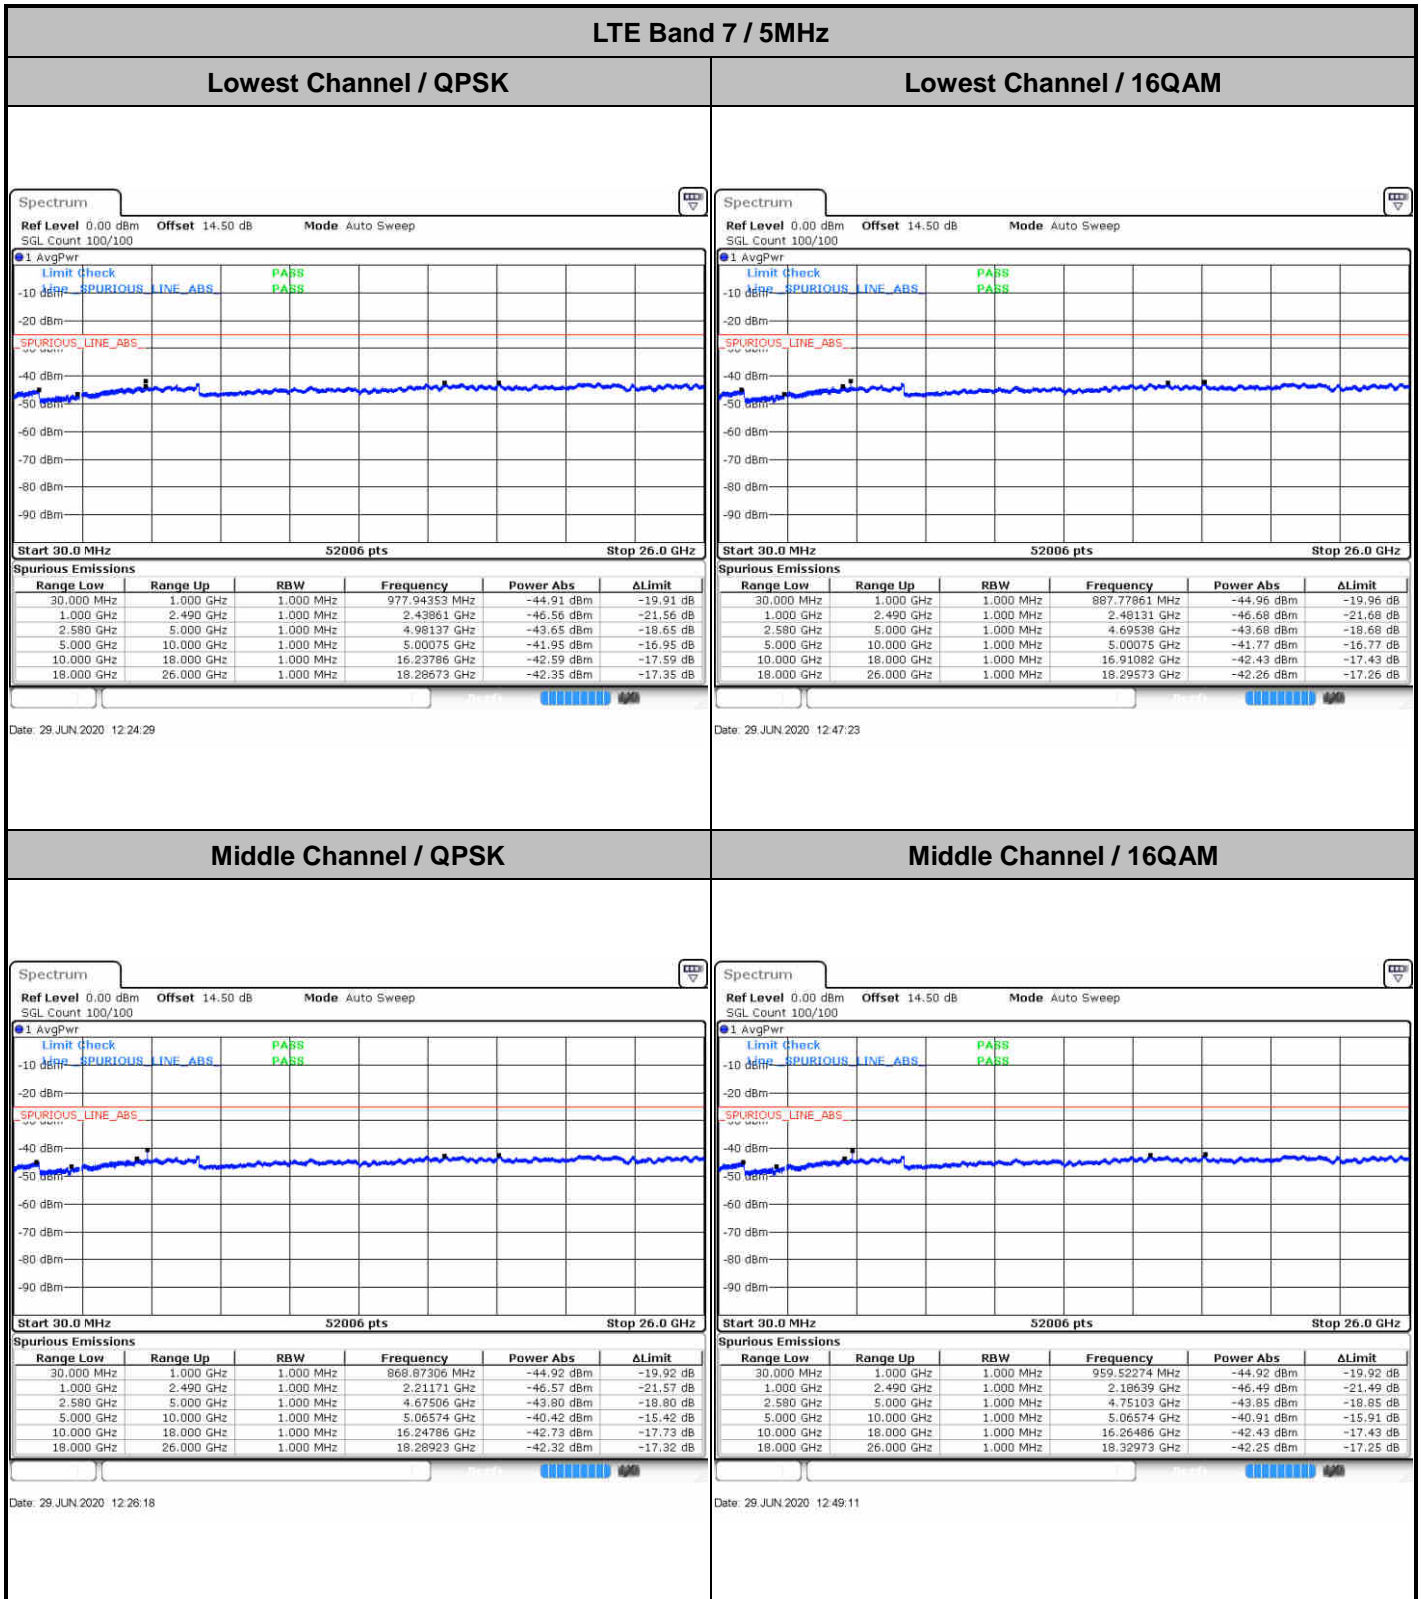 LTE Band 7 / 5MHz
Lowest Channel / QPSK
Lowest Channel / 16QAM
Spectrum
Ref Level 0.00 dBm Offset 14.50 dB Mode Auto Sweep
SGL Count 100/100
1 AvgPwr
Limit Check PASS
Line _SPURIOUS_LINE_ABS_ PASS
-10 dBm
-20 dBm
_SPURIOUS_LINE_ABS_
-30 dBm
-40 dBm
-50 dBm
-60 dBm
-70 dBm
-80 dBm
-90 dBm
Start 30.0 MHz 52006 pts Stop 26.0 GHz
Spurious Emissions
Range Low Range Up RBW Frequency Power Abs ΔLimit
30.000 MHz 1.000 GHz 1.000 MHz 977.94353 MHz -44.91 dBm -19.91 dB
1.000 GHz 2.490 GHz 1.000 MHz 2.43861 GHz -46.56 dBm -21.56 dB
2.580 GHz 5.000 GHz 1.000 MHz 4.98137 GHz -43.65 dBm -18.65 dB
5.000 GHz 10.000 GHz 1.000 MHz 5.00075 GHz -41.95 dBm -16.95 dB
10.000 GHz 18.000 GHz 1.000 MHz 16.23786 GHz -42.59 dBm -17.59 dB
18.000 GHz 26.000 GHz 1.000 MHz 18.28673 GHz -42.35 dBm -17.35 dB
Date: 29.JUN.2020 12:24:29
Spectrum
Ref Level 0.00 dBm Offset 14.50 dB Mode Auto Sweep
SGL Count 100/100
1 AvgPwr
Limit Check PASS
Line _SPURIOUS_LINE_ABS_ PASS
-10 dBm
-20 dBm
_SPURIOUS_LINE_ABS_
-30 dBm
-40 dBm
-50 dBm
-60 dBm
-70 dBm
-80 dBm
-90 dBm
Start 30.0 MHz 52006 pts Stop 26.0 GHz
Spurious Emissions
Range Low Range Up RBW Frequency Power Abs ΔLimit
30.000 MHz 1.000 GHz 1.000 MHz 887.77861 MHz -44.96 dBm -19.96 dB
1.000 GHz 2.490 GHz 1.000 MHz 2.48131 GHz -46.68 dBm -21.68 dB
2.580 GHz 5.000 GHz 1.000 MHz 4.69538 GHz -43.68 dBm -18.68 dB
5.000 GHz 10.000 GHz 1.000 MHz 5.00075 GHz -41.77 dBm -16.77 dB
10.000 GHz 18.000 GHz 1.000 MHz 16.91082 GHz -42.43 dBm -17.43 dB
18.000 GHz 26.000 GHz 1.000 MHz 18.29573 GHz -42.26 dBm -17.26 dB
Date: 29.JUN.2020 12:47:23
Middle Channel / QPSK
Middle Channel / 16QAM
Spectrum
Ref Level 0.00 dBm Offset 14.50 dB Mode Auto Sweep
SGL Count 100/100
1 AvgPwr
Limit Check PASS
Line _SPURIOUS_LINE_ABS_ PASS
-10 dBm
-20 dBm
_SPURIOUS_LINE_ABS_
-30 dBm
-40 dBm
-50 dBm
-60 dBm
-70 dBm
-80 dBm
-90 dBm
Start 30.0 MHz 52006 pts Stop 26.0 GHz
Spurious Emissions
Range Low Range Up RBW Frequency Power Abs ΔLimit
30.000 MHz 1.000 GHz 1.000 MHz 868.87306 MHz -44.92 dBm -19.92 dB
1.000 GHz 2.490 GHz 1.000 MHz 2.21171 GHz -46.57 dBm -21.57 dB
2.580 GHz 5.000 GHz 1.000 MHz 4.67506 GHz -43.80 dBm -18.80 dB
5.000 GHz 10.000 GHz 1.000 MHz 5.06574 GHz -40.42 dBm -15.42 dB
10.000 GHz 18.000 GHz 1.000 MHz 16.24786 GHz -42.73 dBm -17.73 dB
18.000 GHz 26.000 GHz 1.000 MHz 18.28923 GHz -42.32 dBm -17.32 dB
Date: 29.JUN.2020 12:26:18
Spectrum
Ref Level 0.00 dBm Offset 14.50 dB Mode Auto Sweep
SGL Count 100/100
1 AvgPwr
Limit Check PASS
Line _SPURIOUS_LINE_ABS_ PASS
-10 dBm
-20 dBm
_SPURIOUS_LINE_ABS_
-30 dBm
-40 dBm
-50 dBm
-60 dBm
-70 dBm
-80 dBm
-90 dBm
Start 30.0 MHz 52006 pts Stop 26.0 GHz
Spurious Emissions
Range Low Range Up RBW Frequency Power Abs ΔLimit
30.000 MHz 1.000 GHz 1.000 MHz 959.52274 MHz -44.92 dBm -19.92 dB
1.000 GHz 2.490 GHz 1.000 MHz 2.18639 GHz -46.49 dBm -21.49 dB
2.580 GHz 5.000 GHz 1.000 MHz 4.75103 GHz -43.85 dBm -18.85 dB
5.000 GHz 10.000 GHz 1.000 MHz 5.06574 GHz -40.91 dBm -15.91 dB
10.000 GHz 18.000 GHz 1.000 MHz 16.26486 GHz -42.43 dBm -17.43 dB
18.000 GHz 26.000 GHz 1.000 MHz 18.32973 GHz -42.25 dBm -17.25 dB
Date: 29.JUN.2020 12:49:11